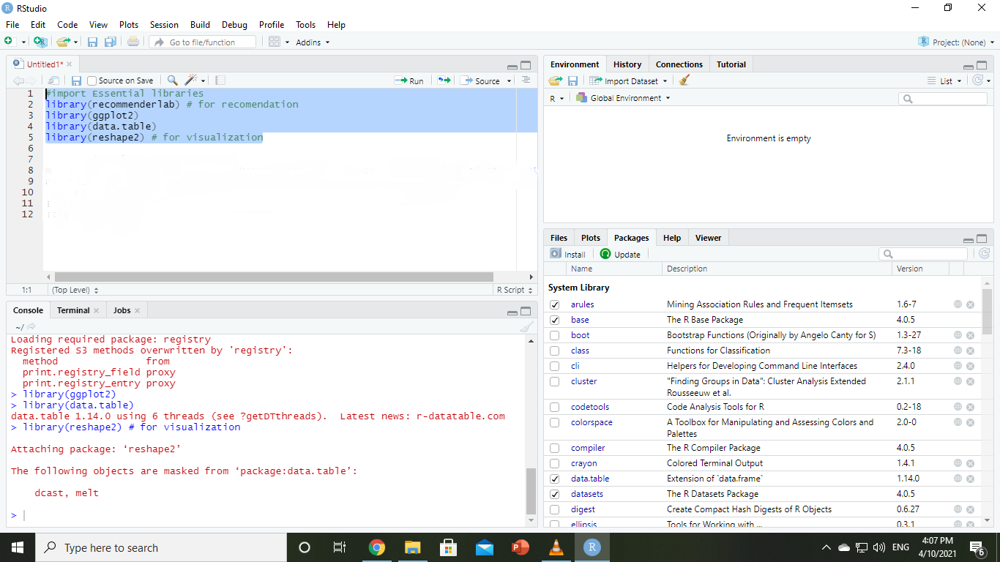 RStudio
File Edit Code View Plots Session Build Debug Profile Tools Help
Go to file/function Addins Project: (None)
Untitled1*
Source on Save Run Source
1 #import Essential libraries
2 library(recommenderlab) # for recomendation
3 library(ggplot2)
4 library(data.table)
5 library(reshape2) # for visualization
6
7
8
9
10
11
12
1:1 (Top Level) R Script
Console Terminal Jobs
~/
Loading required package: registry
Registered S3 methods overwritten by 'registry':
method from
print.registry_field proxy
print.registry_entry proxy
> library(ggplot2)
> library(data.table)
data.table 1.14.0 using 6 threads (see ?getDTthreads). Latest news: r-datatable.com
> library(reshape2) # for visualization
Attaching package: ‘reshape2’
The following objects are masked from ‘package:data.table’:
dcast, melt
>
Environment History Connections Tutorial
Import Dataset List
R Global Environment
Environment is empty
Files Plots Packages Help Viewer
Install Update
Name Description Version
System Library
arules Mining Association Rules and Frequent Itemsets 1.6-7
base The R Base Package 4.0.5
boot Bootstrap Functions (Originally by Angelo Canty for S) 1.3-27
class Functions for Classification 7.3-18
cli Helpers for Developing Command Line Interfaces 2.4.0
cluster "Finding Groups in Data": Cluster Analysis Extended 2.1.1
Rousseeuw et al.
codetools Code Analysis Tools for R 0.2-18
colorspace A Toolbox for Manipulating and Assessing Colors and 2.0-0
Palettes
compiler The R Compiler Package 4.0.5
crayon Colored Terminal Output 1.4.1
data.table Extension of `data.frame` 1.14.0
datasets The R Datasets Package 4.0.5
digest Create Compact Hash Digests of R Objects 0.6.27
ellipsis Tools for Working with ... 0.3.1
Type here to search
ENG
4:07 PM
4/10/2021
6